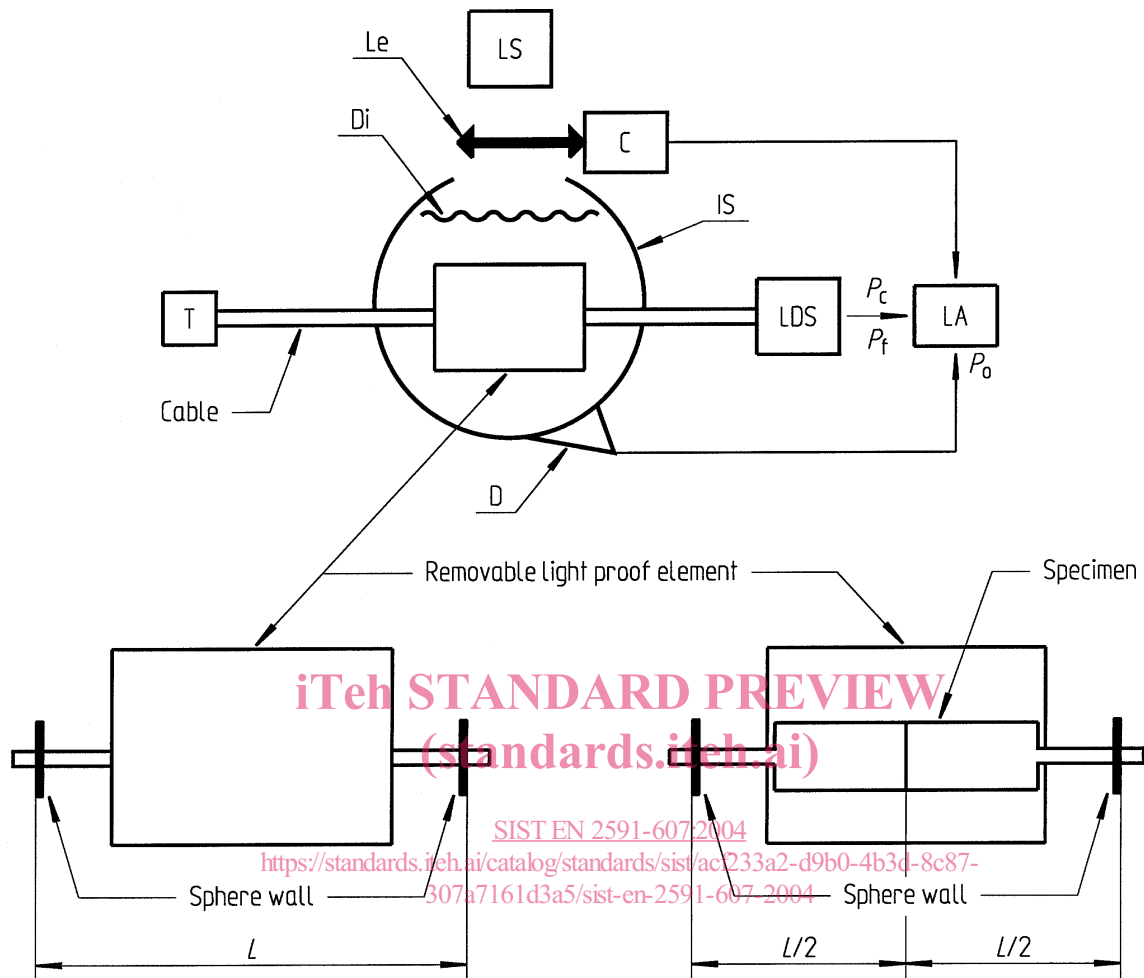 LS
Le
Di
C
IS
T
LDS
Pc
Pf
LA
Po
Cable
D
Removable light proof element
Specimen
iTeh STANDARD PREVIEW
(standards.iteh.ai)
SIST EN 2591-607:2004
https://standards.iteh.ai/catalog/standards/sist/acf233a2-d9b0-4b3d-8c87-
307a7161d3a5/sist-en-2591-607-2004
Sphere wall
Sphere wall
L
L/2
L/2